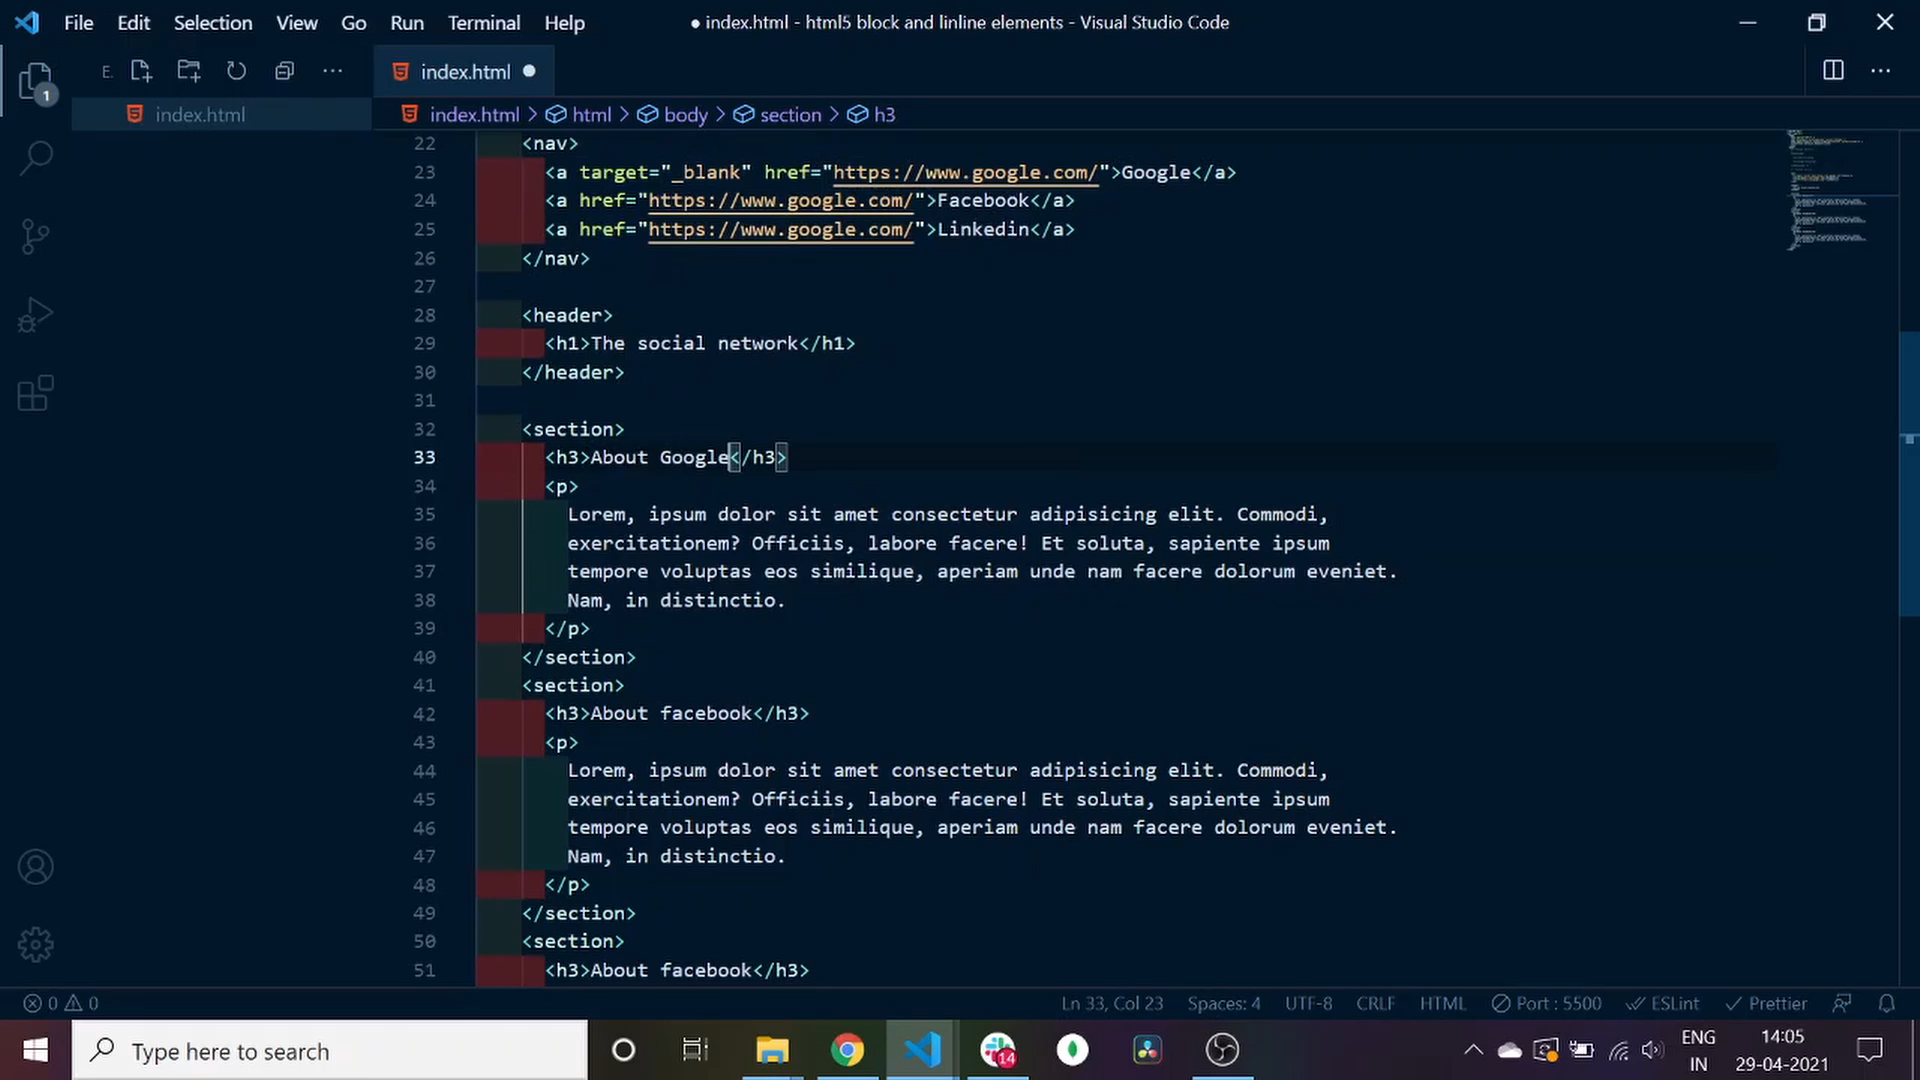 File Edit Selection View Go Run Terminal Help
● index.html - html5 block and linline elements - Visual Studio Code
E.
index.html ●
1
index.html
index.html > html > body > section > h3
22 <nav>
23 <a target="_blank" href="https://www.google.com/">Google</a>
24 <a href="https://www.google.com/">Facebook</a>
25 <a href="https://www.google.com/">Linkedin</a>
26 </nav>
27
28 <header>
29 <h1>The social network</h1>
30 </header>
31
32 <section>
33 <h3>About Google</h3>
34 <p>
35 Lorem, ipsum dolor sit amet consectetur adipisicing elit. Commodi,
36 exercitationem? Officiis, labore facere! Et soluta, sapiente ipsum
37 tempore voluptas eos similique, aperiam unde nam facere dolorum eveniet.
38 Nam, in distinctio.
39 </p>
40 </section>
41 <section>
42 <h3>About facebook</h3>
43 <p>
44 Lorem, ipsum dolor sit amet consectetur adipisicing elit. Commodi,
45 exercitationem? Officiis, labore facere! Et soluta, sapiente ipsum
46 tempore voluptas eos similique, aperiam unde nam facere dolorum eveniet.
47 Nam, in distinctio.
48 </p>
49 </section>
50 <section>
51 <h3>About facebook</h3>
0 0
Ln 33, Col 23 Spaces: 4 UTF-8 CRLF HTML Port : 5500 ESLint Prettier
Type here to search
14
ENG
IN
14:05
29-04-2021